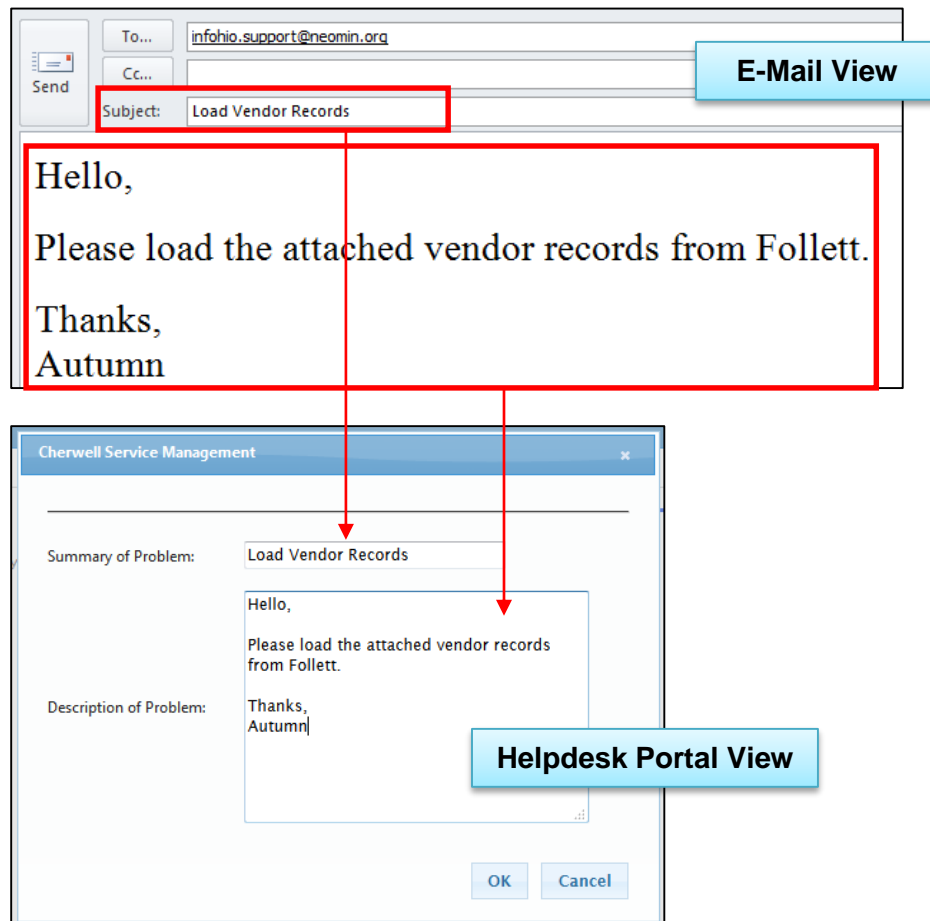 To...
infohio.support@neomin.org
Cc...
Send
E-Mail View
Subject:
Load Vendor Records
Hello,
Please load the attached vendor records from Follett.
Thanks,
Autumn
Cherwell Service Management
Summary of Problem:
Load Vendor Records
Hello,
Please load the attached vendor records
from Follett.
Description of Problem:
Thanks,
Autumn
Helpdesk Portal View
OK
Cancel